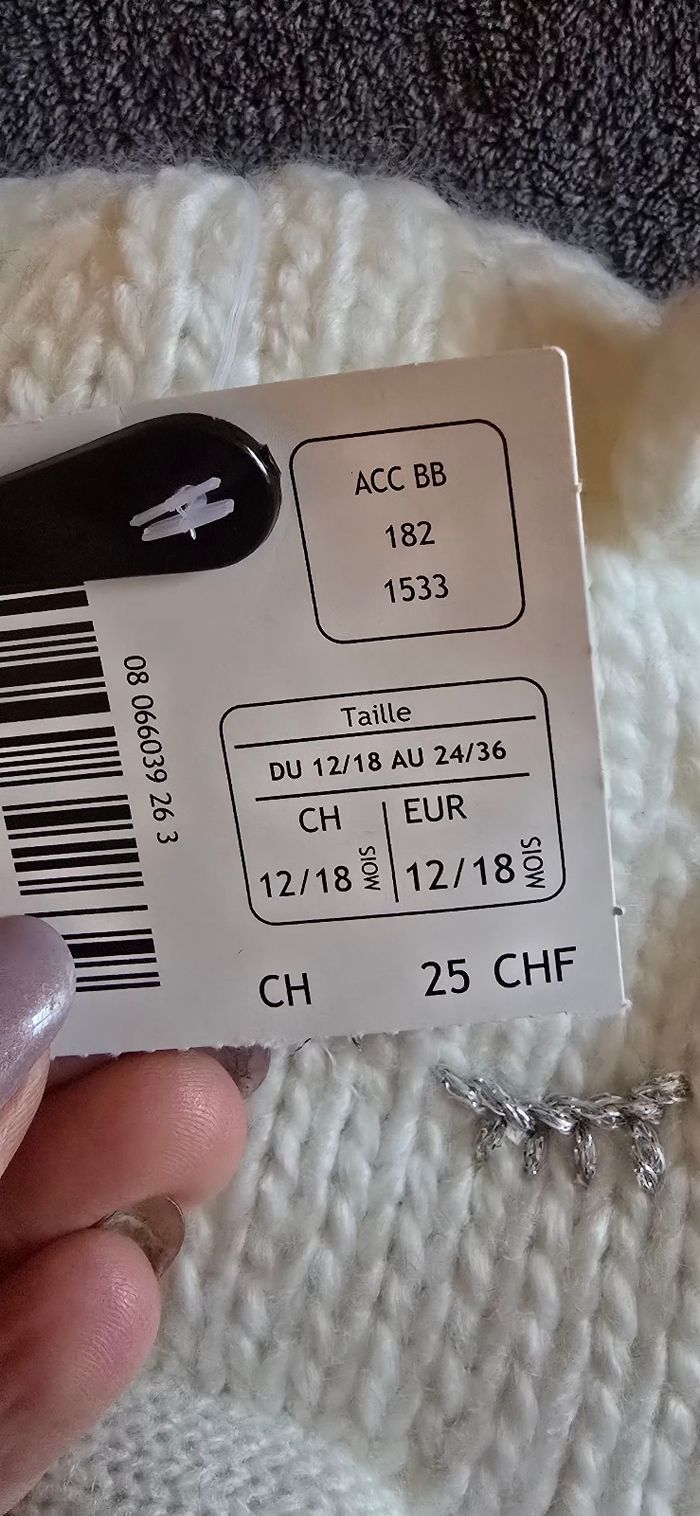 ACC BB
182
1533
08 066039 26 3
Taille
DU 12/18 AU 24/36
CH EUR
12/18 MOIS 12/18 MOIS
CH 25 CHF